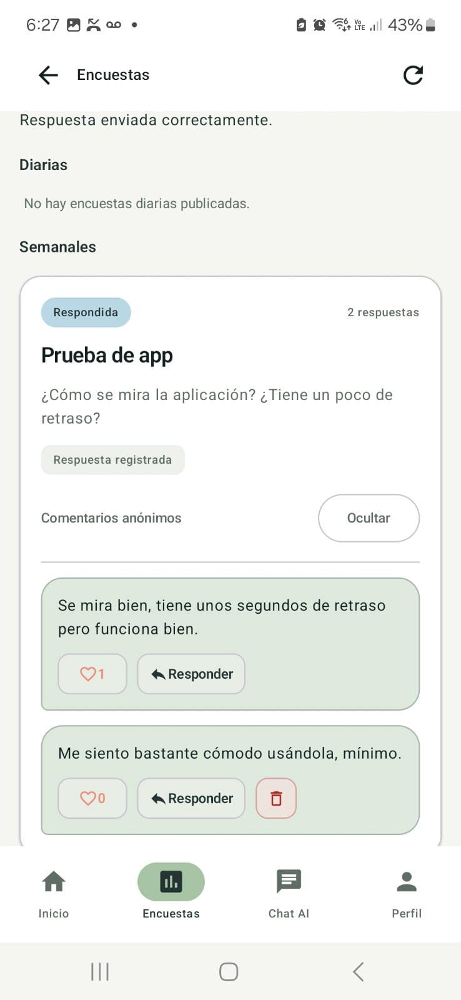 6:27
Vo LTE 43%
Encuestas
Respuesta enviada correctamente.
Diarias
No hay encuestas diarias publicadas.
Semanales
Respondida
2 respuestas
Prueba de app
¿Cómo se mira la aplicación? ¿Tiene un poco de
retraso?
Respuesta registrada
Comentarios anónimos
Ocultar
Se mira bien, tiene unos segundos de retraso
pero funciona bien.
1
Responder
Me siento bastante cómodo usándola, mínimo.
0
Responder
Inicio
Encuestas
Chat AI
Perfil